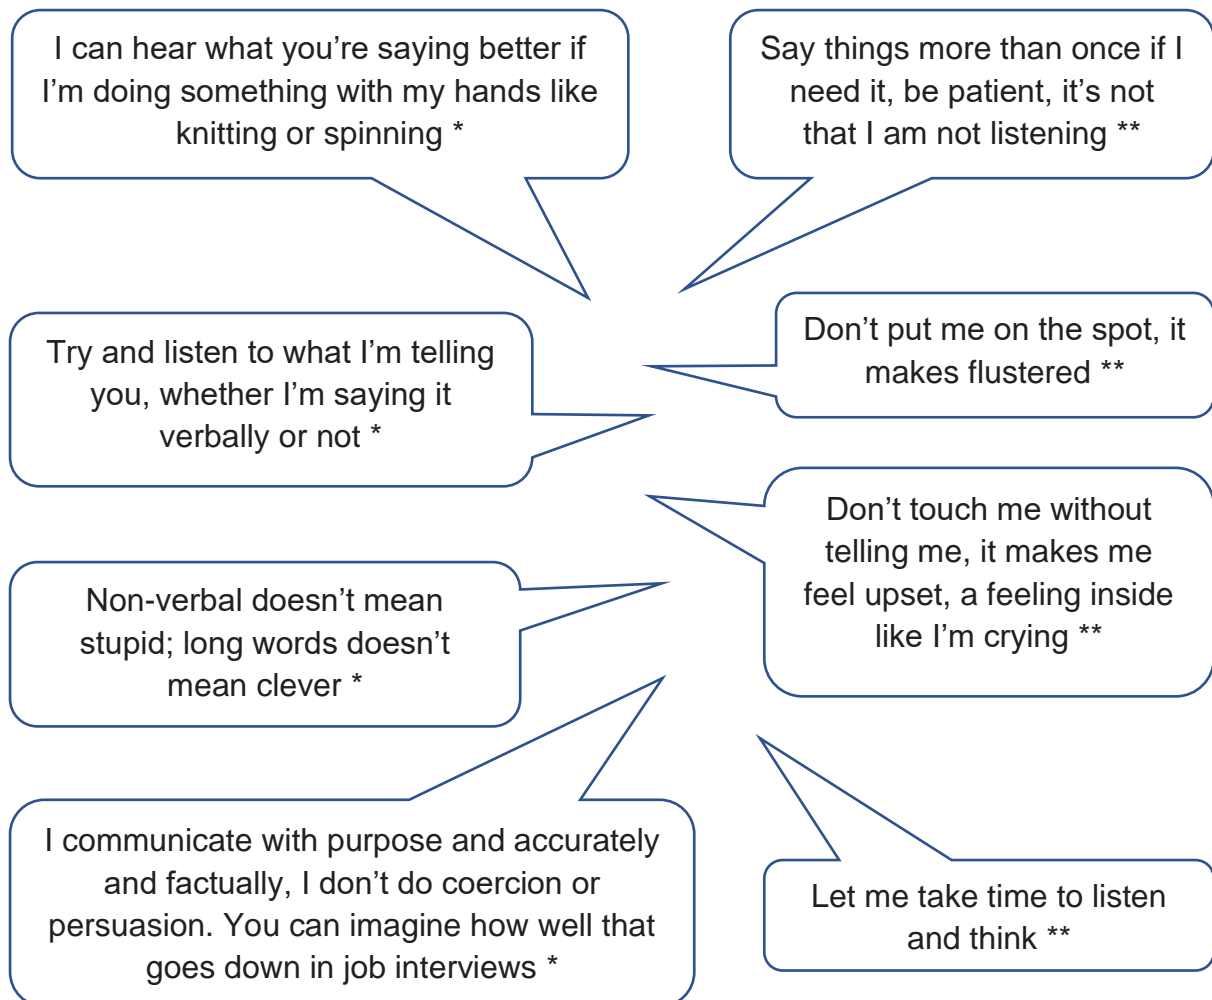 I can hear what you’re saying better if
I’m doing something with my hands like
knitting or spinning *
Say things more than once if I
need it, be patient, it’s not
that I am not listening **
Try and listen to what I’m telling
you, whether I’m saying it
verbally or not *
Don’t put me on the spot, it
makes flustered **
Don’t touch me without
telling me, it makes me
feel upset, a feeling inside
like I’m crying **
Non-verbal doesn’t mean
stupid; long words doesn’t
mean clever *
I communicate with purpose and accurately
and factually, I don’t do coercion or
persuasion. You can imagine how well that
goes down in job interviews *
Let me take time to listen
and think **